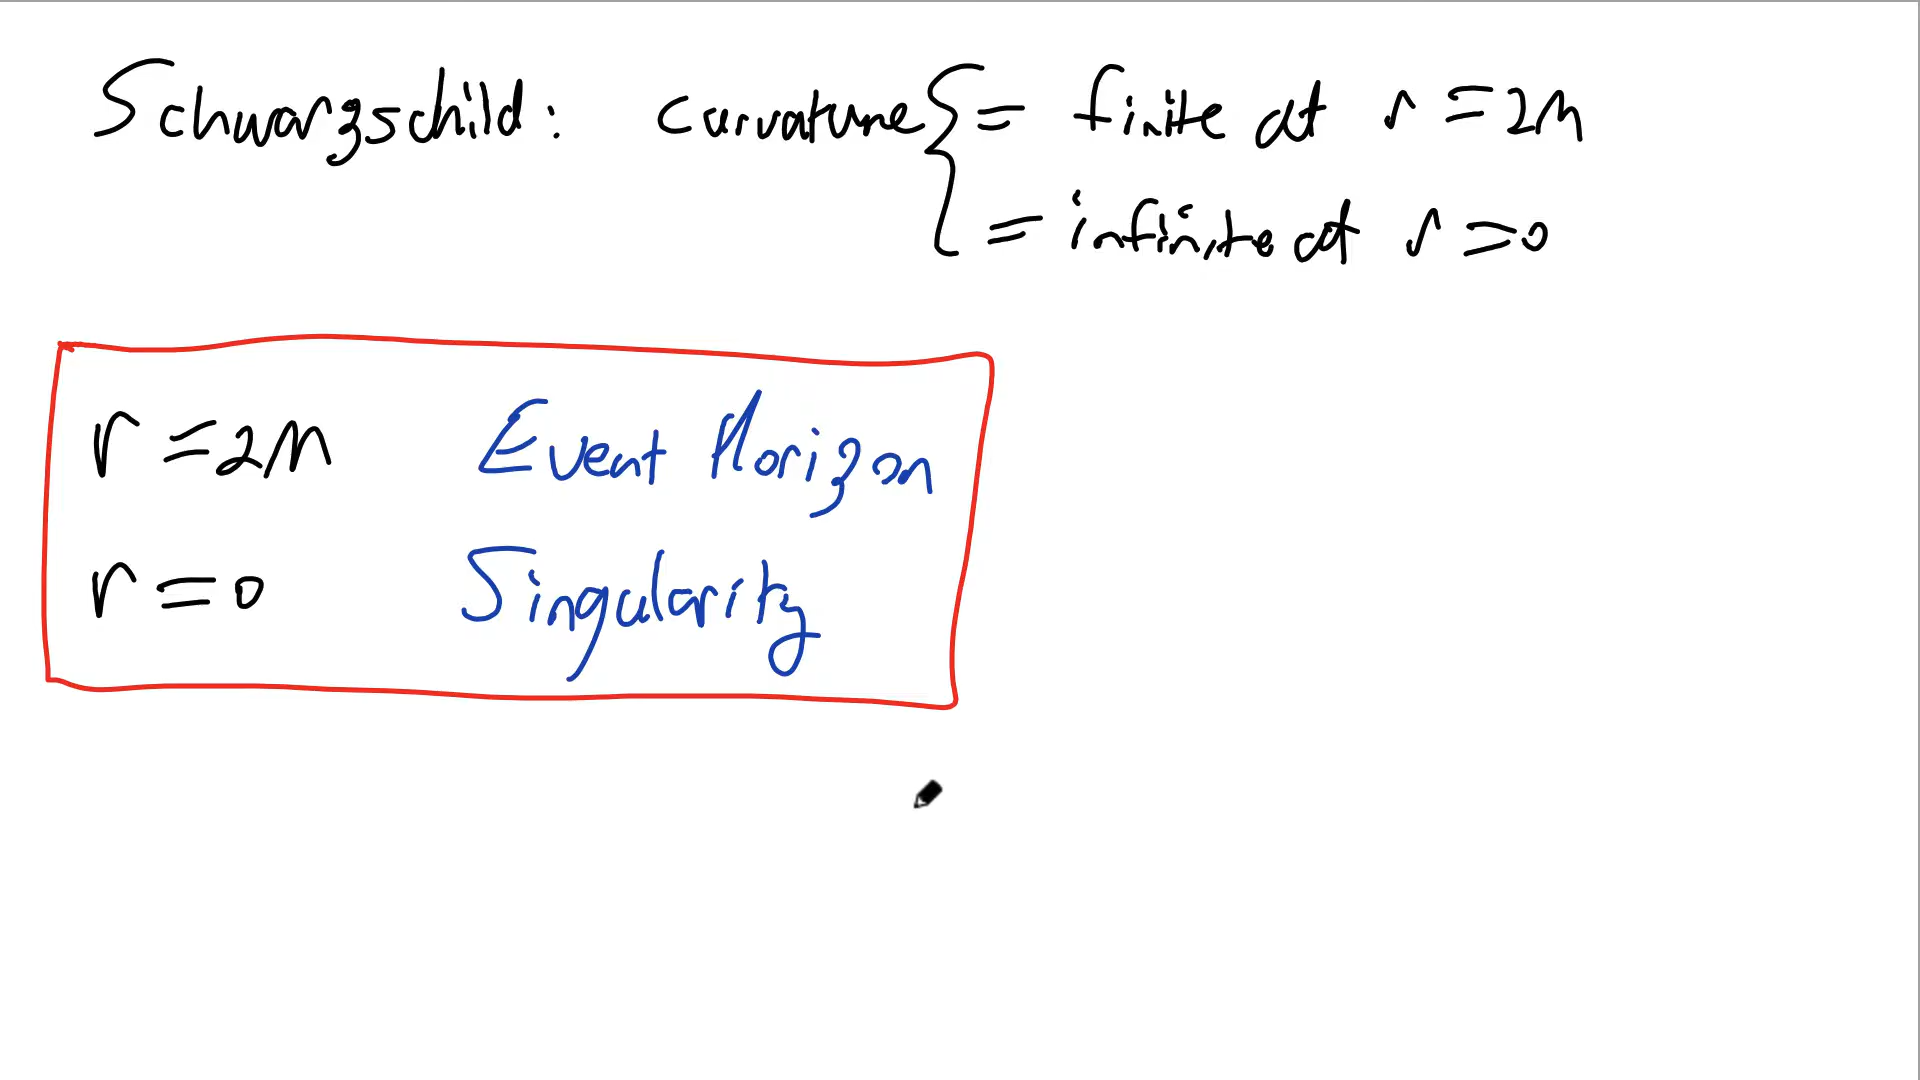 Schwarzschild: curvature { = finite at r = 2M
= infinite at r = 0
r = 2M Event Horizon
r = 0 Singularity